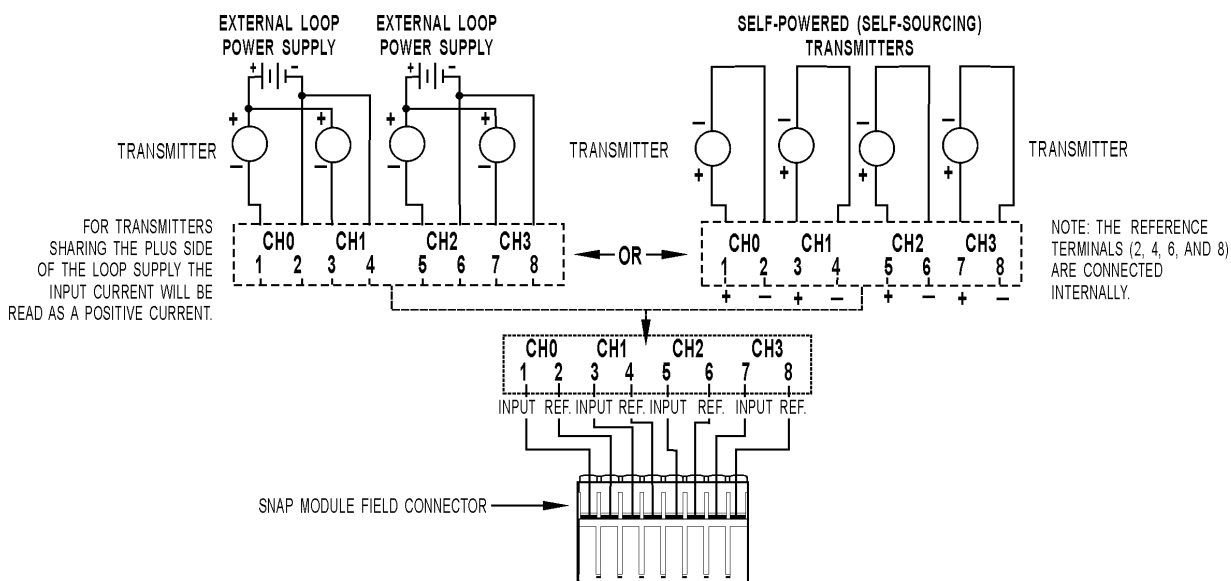 EXTERNAL LOOP
POWER SUPPLY
+ -
EXTERNAL LOOP
POWER SUPPLY
+ -
SELF-POWERED (SELF-SOURCING)
TRANSMITTERS
+ + + +
- - - -
TRANSMITTER
- - - -
+ + + +
TRANSMITTER
TRANSMITTER
FOR TRANSMITTERS
SHARING THE PLUS SIDE
OF THE LOOP SUPPLY THE
INPUT CURRENT WILL BE
READ AS A POSITIVE CURRENT.
CH0 CH1 CH2 CH3
1 2 3 4 5 6 7 8
OR
CH0 CH1 CH2 CH3
1 2 3 4 5 6 7 8
+ - + - + - + -
NOTE: THE REFERENCE
TERMINALS (2, 4, 6, AND 8)
ARE CONNECTED
INTERNALLY.
CH0 CH1 CH2 CH3
1 2 3 4 5 6 7 8
INPUT REF. INPUT REF. INPUT REF. INPUT REF.
SNAP MODULE FIELD CONNECTOR